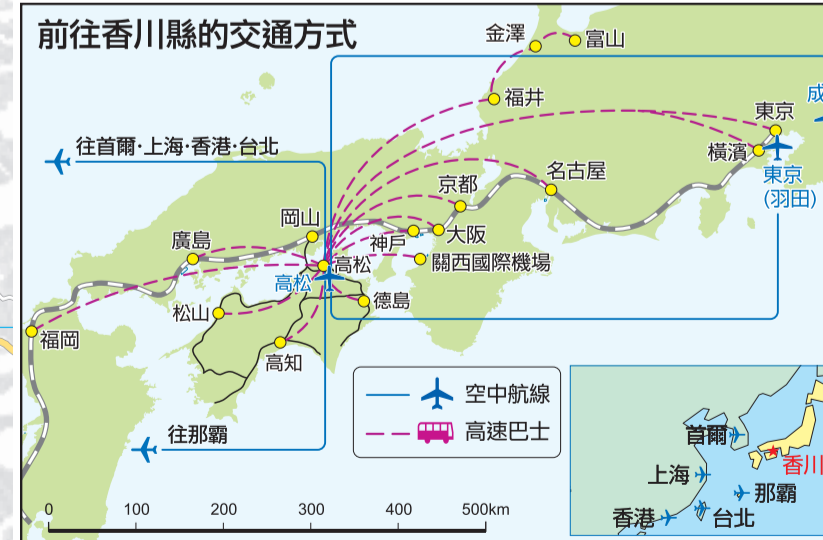 前往香川縣的交通方式
金澤
富山
福井
成
東京
橫濱
東京
(羽田)
往首爾·上海·香港·台北
名古屋
京都
岡山
神戶
大阪
廣島
高松
高松
關西國際機場
德島
松山
福岡
高知
空中航線
高速巴士
往那霸
首爾
香川
上海
那霸
香港
台北
0 100 200 300 400 500km